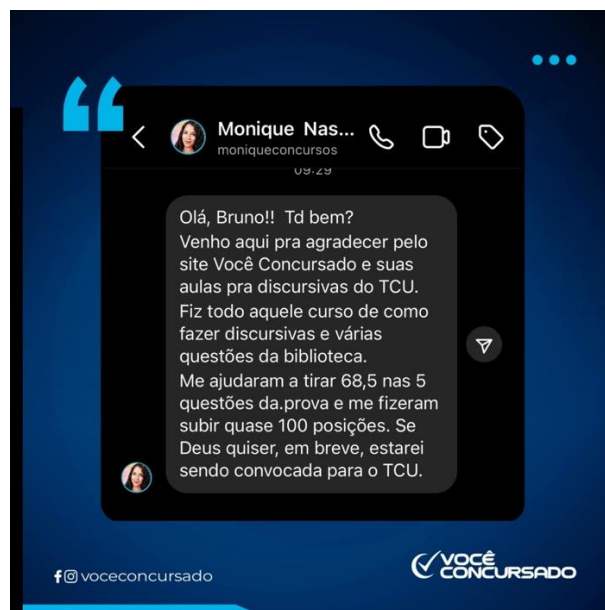 Monique Nas...
moniqueconcursos
09:29
Olá, Bruno!! Td bem?
Venho aqui pra agradecer pelo
site Você Concursado e suas
aulas pra discursivas do TCU.
Fiz todo aquele curso de como
fazer discursivas e várias
questões da biblioteca.
Me ajudaram a tirar 68,5 nas 5
questões da.prova e me fizeram
subir quase 100 posições. Se
Deus quiser, em breve, estarei
sendo convocada para o TCU.
voceconcursado
VOCÊ
CONCURSADO